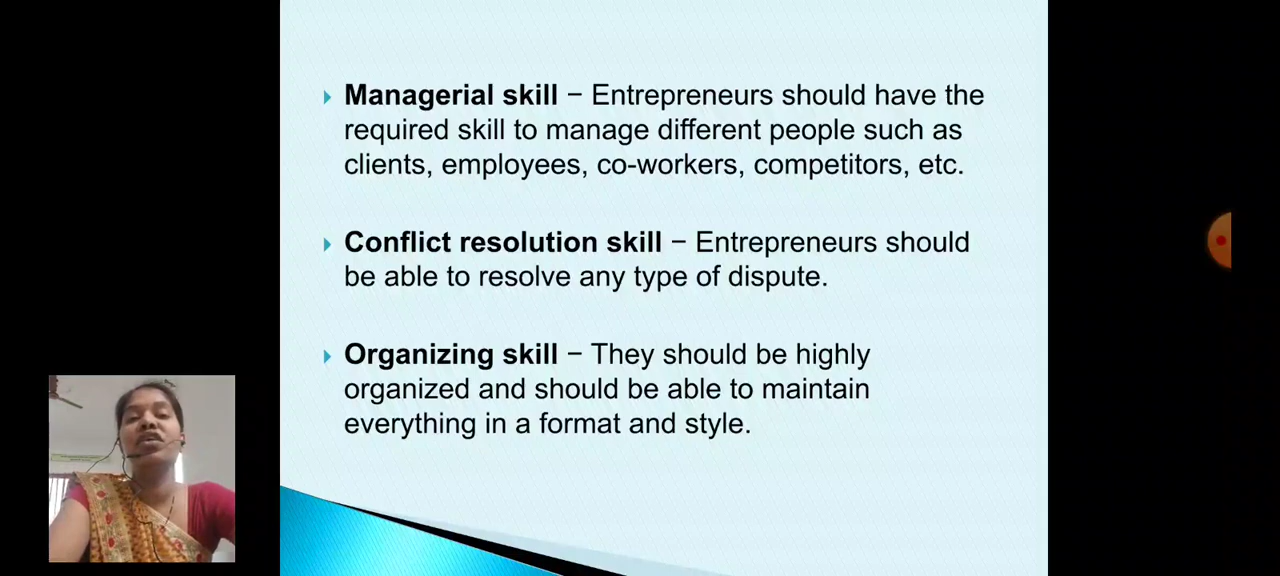 Managerial skill − Entrepreneurs should have the
required skill to manage different people such as
clients, employees, co-workers, competitors, etc.
Conflict resolution skill − Entrepreneurs should
be able to resolve any type of dispute.
Organizing skill − They should be highly
organized and should be able to maintain
everything in a format and style.